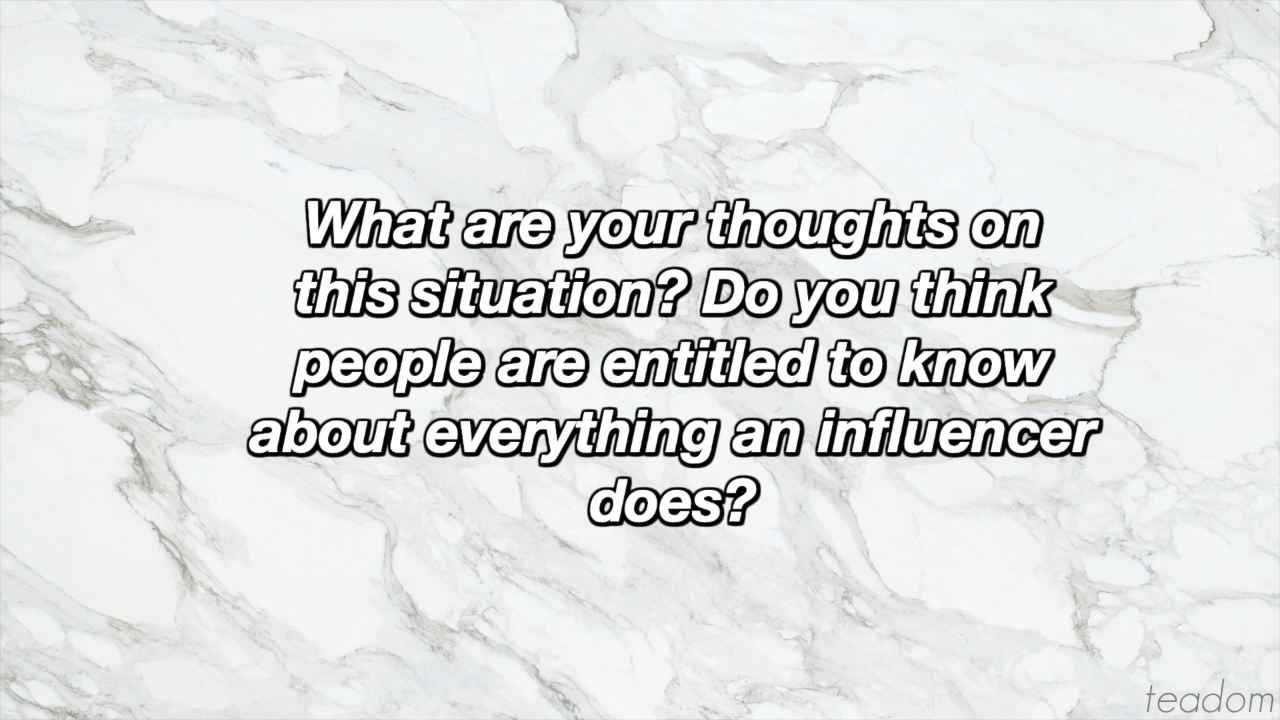 What are your thoughts on
this situation? Do you think
people are entitled to know
about everything an influencer
does?
teadom